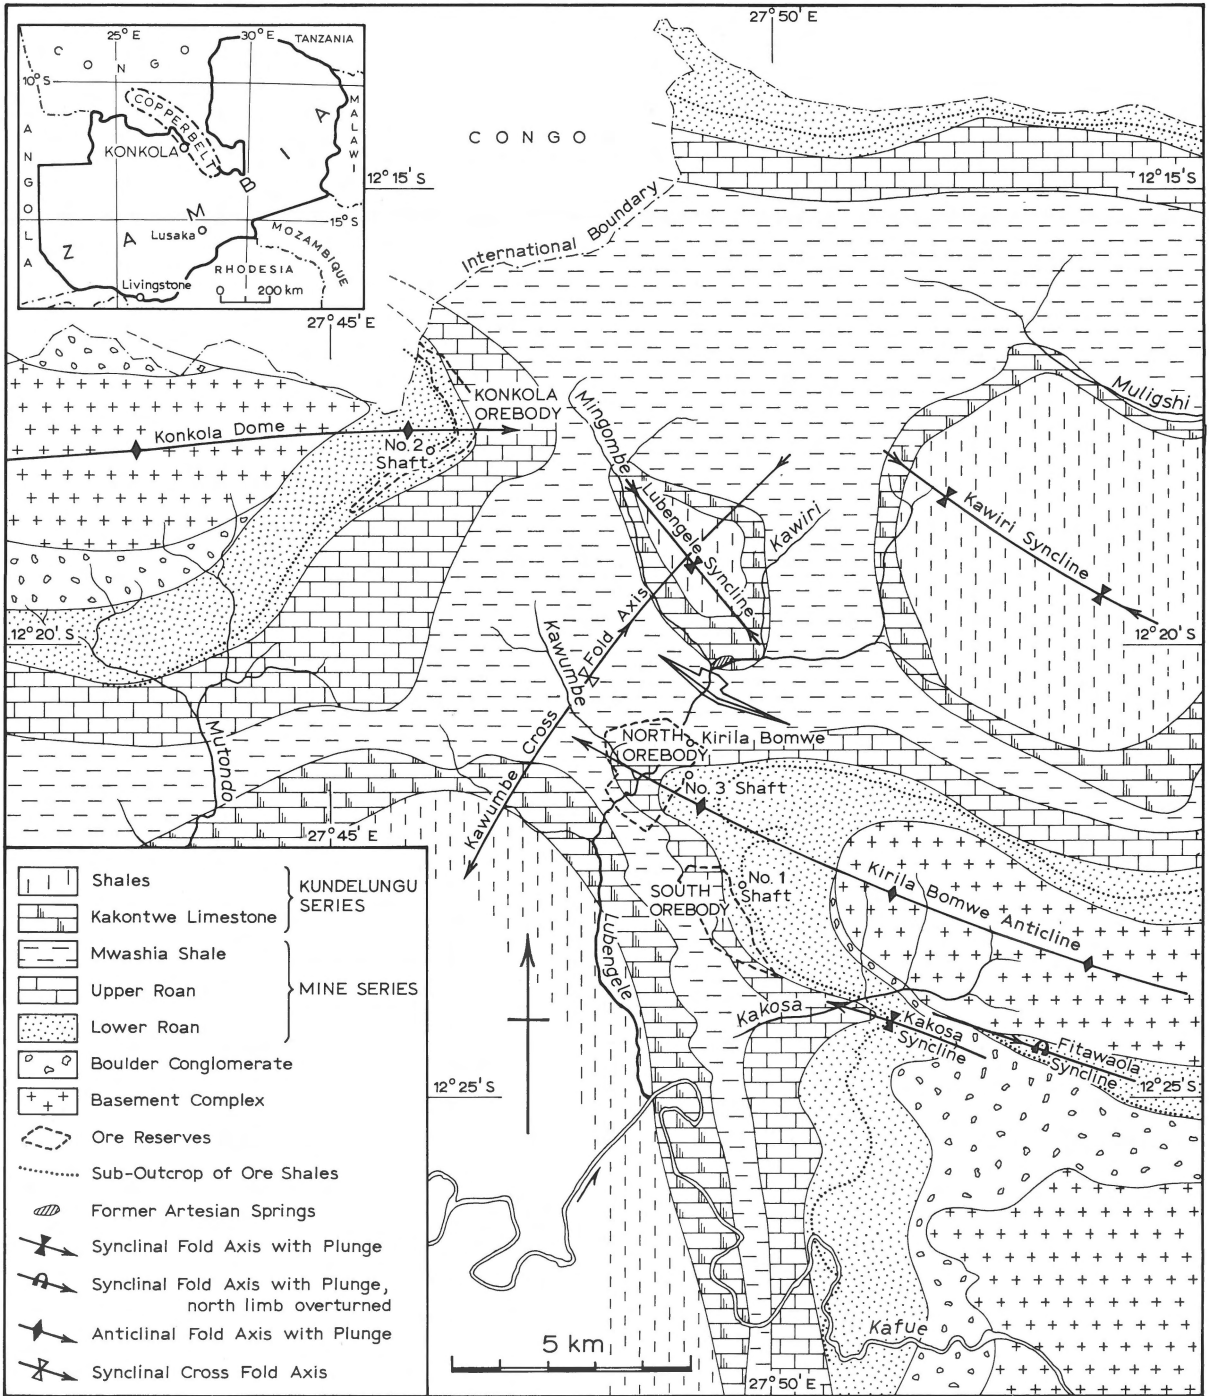 27°50' E
25° E
30° E
TANZANIA
CONGO
10° S
MALAWI
ANGOLA
COPPERBELT
KONKOLA
ZAMBIA
15° S
Lusaka
MOZAMBIQUE
RHODESIA
Livingstone
0 200 km
CONGO
12° 15' S
12° 15' S
International Boundary
27° 45' E
Muligshi
KONKOLA
OREBODY
Konkola Dome
No. 2
Shaft
Mingombe
Lubengele Syncline
Kawiri
Kawiri Syncline
12° 20' S
12° 20' S
Kawumbe
Kawumbe Cross Fold Axis
Mutondo
NORTH
OREBODY
Kirila Bomwe
No. 3 Shaft
27° 45' E
Kirila Bomwe Anticline
No. 1
Shaft
SOUTH
OREBODY
Lubengele
Kakosa
Kakosa
Syncline
Fitawaola
Syncline
12° 25' S
12° 25' S
Shales
Kakontwe Limestone
KUNDELUNGU
SERIES
Mwashia Shale
Upper Roan
Lower Roan
MINE SERIES
Boulder Conglomerate
Basement Complex
Ore Reserves
Sub-Outcrop of Ore Shales
Former Artesian Springs
Synclinal Fold Axis with Plunge
Synclinal Fold Axis with Plunge,
north limb overturned
Anticlinal Fold Axis with Plunge
Synclinal Cross Fold Axis
5 km
Kafue
27° 50' E